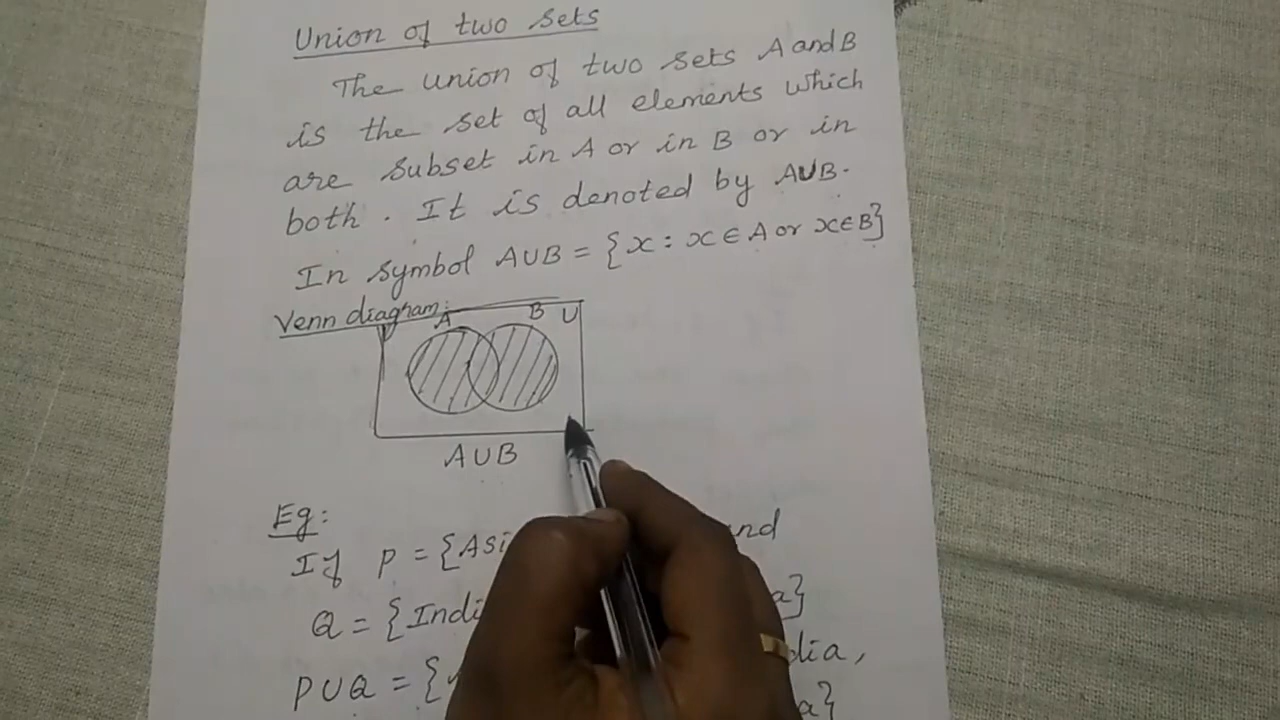 Union of two sets
The union of two sets A and B
is the set of all elements which
are subset in A or in B or in
both. It is denoted by AUB.
In symbol AUB = {x : x ∈ A or x ∈ B}
Venn diagram:
A B U
AUB
Eg:
If P = {Asi
Q = {Indi
a}
PUQ = {
dia,
a}